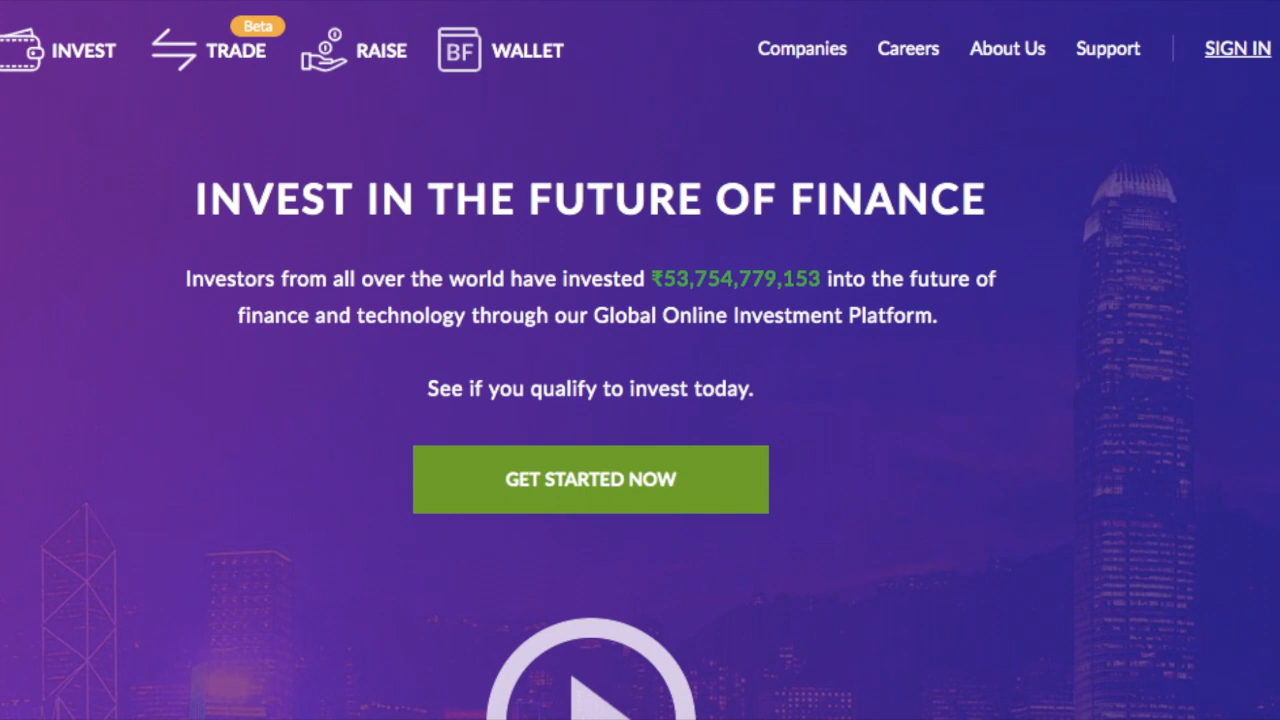 Beta
INVEST TRADE RAISE BF WALLET Companies Careers About Us Support SIGN IN
INVEST IN THE FUTURE OF FINANCE
Investors from all over the world have invested ₹53,754,779,153 into the future of
finance and technology through our Global Online Investment Platform.
See if you qualify to invest today.
GET STARTED NOW